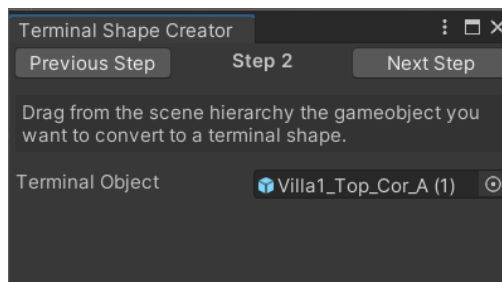 Terminal Shape Creator
Previous Step Step 2 Next Step
Drag from the scene hierarchy the gameobject you
want to convert to a terminal shape.
Terminal Object Villa1_Top_Cor_A (1)